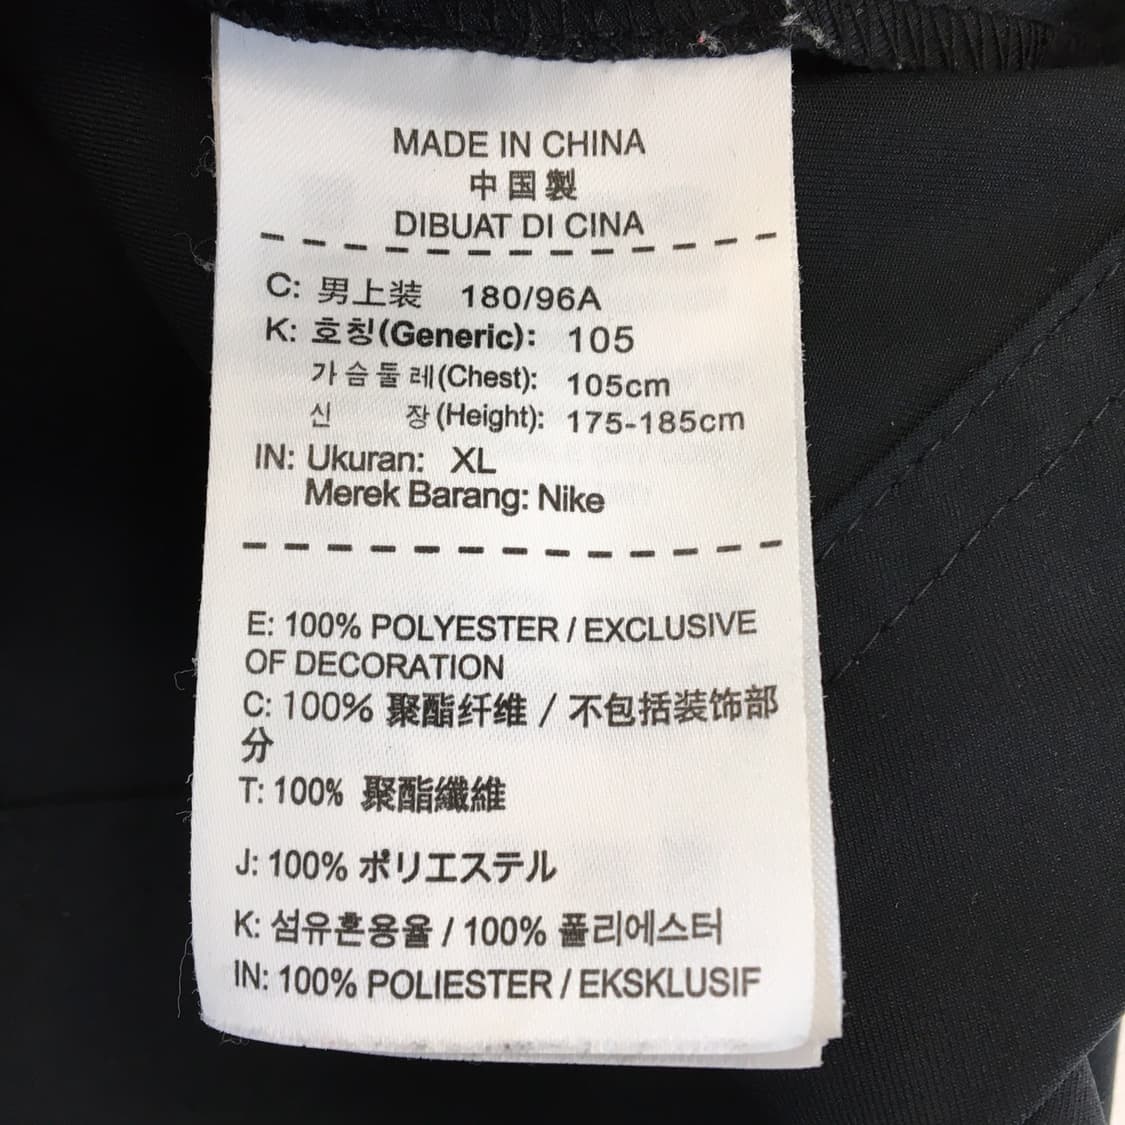 MADE IN CHINA
中国製
DIBUAT DI CINA
C: 男上装 180/96A
K: 호칭(Generic): 105
가슴둘레(Chest): 105cm
신 장(Height): 175-185cm
IN: Ukuran: XL
Merek Barang: Nike
E: 100% POLYESTER / EXCLUSIVE
OF DECORATION
C: 100% 聚酯纤维 / 不包括装饰部
分
T: 100% 聚酯纖維
J: 100% ポリエステル
K: 섬유혼용율 / 100% 폴리에스터
IN: 100% POLIESTER / EKSKLUSIF